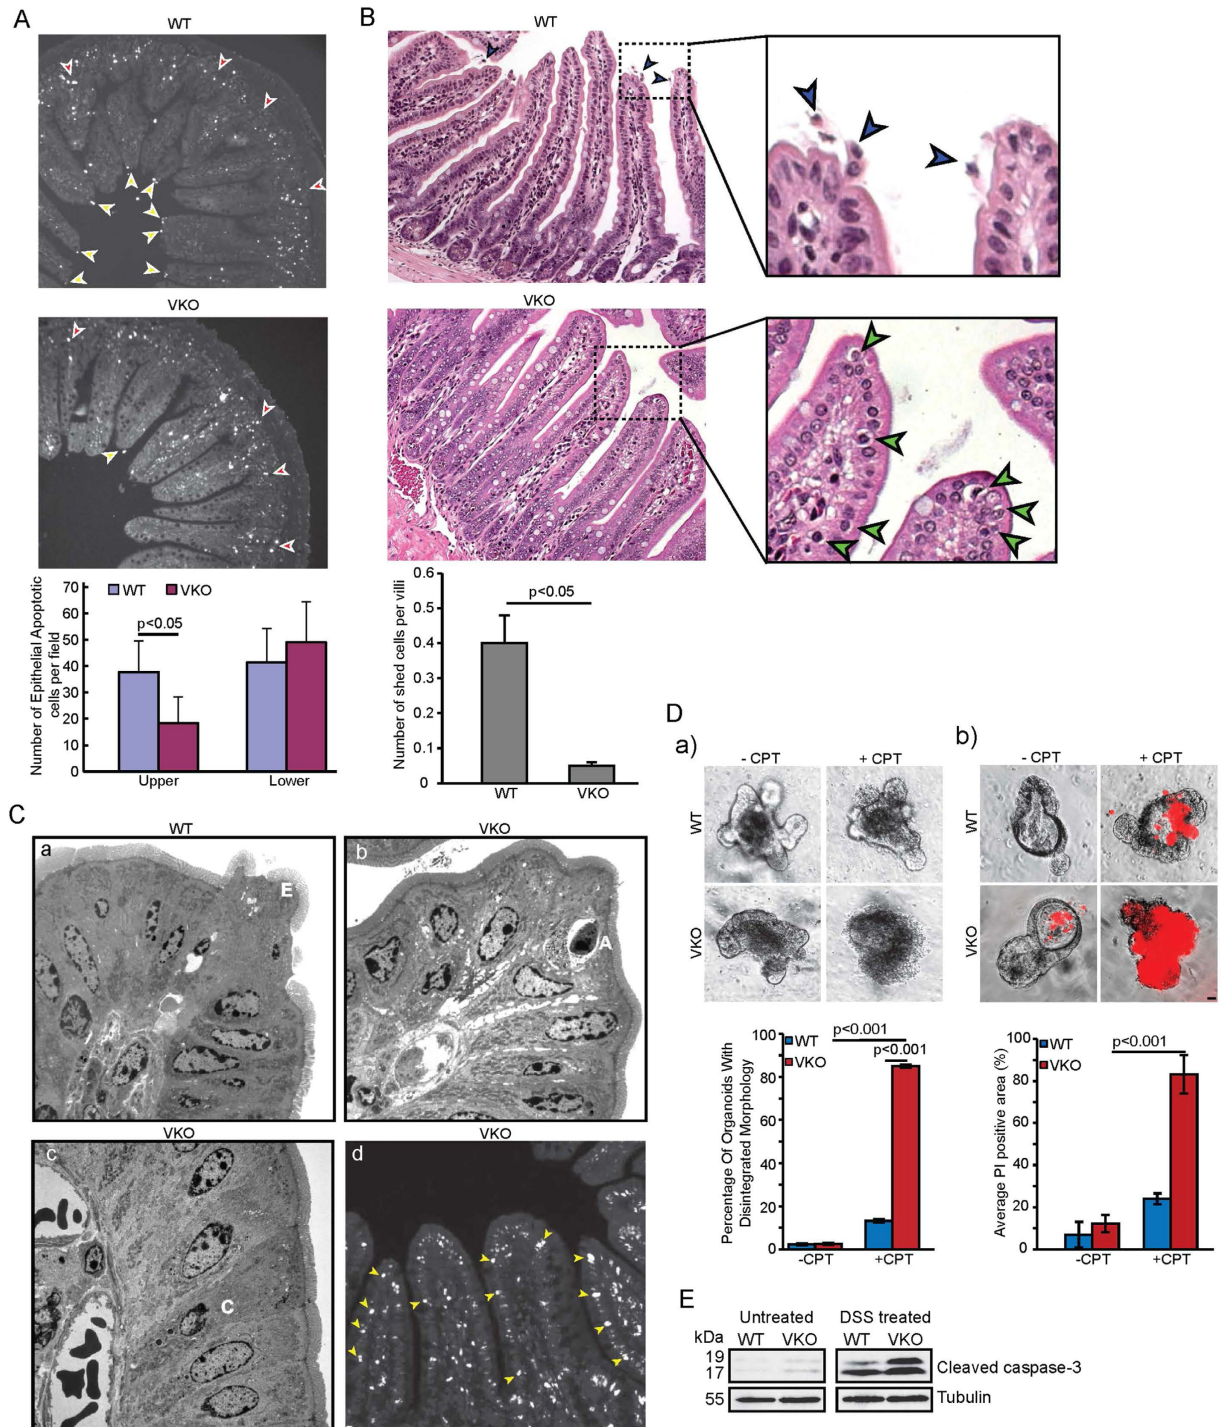 A
WT
VKO
Number of Epithelial Apoptotic
cells per field
70
60
50
40
30
20
10
0
WT
VKO
p<0.05
Upper
Lower
B
WT
VKO
Number of shed cells per villi
0.6
0.5
0.4
0.3
0.2
0.1
0
p<0.05
WT
VKO
C
WT
a
E
VKO
b
A
VKO
c
C
VKO
d
D
a)
- CPT
+ CPT
WT
VKO
Percentage Of Organoids With
Disintegrated Morphology
100
80
60
40
20
0
WT
VKO
p<0.001
p<0.001
-CPT
+CPT
b)
- CPT
+ CPT
WT
VKO
Average PI positive area (%)
100
80
60
40
20
0
WT
VKO
p<0.001
-CPT
+CPT
E
Untreated
DSS treated
kDa
WT
VKO
WT
VKO
19
17
Cleaved caspase-3
55
Tubulin